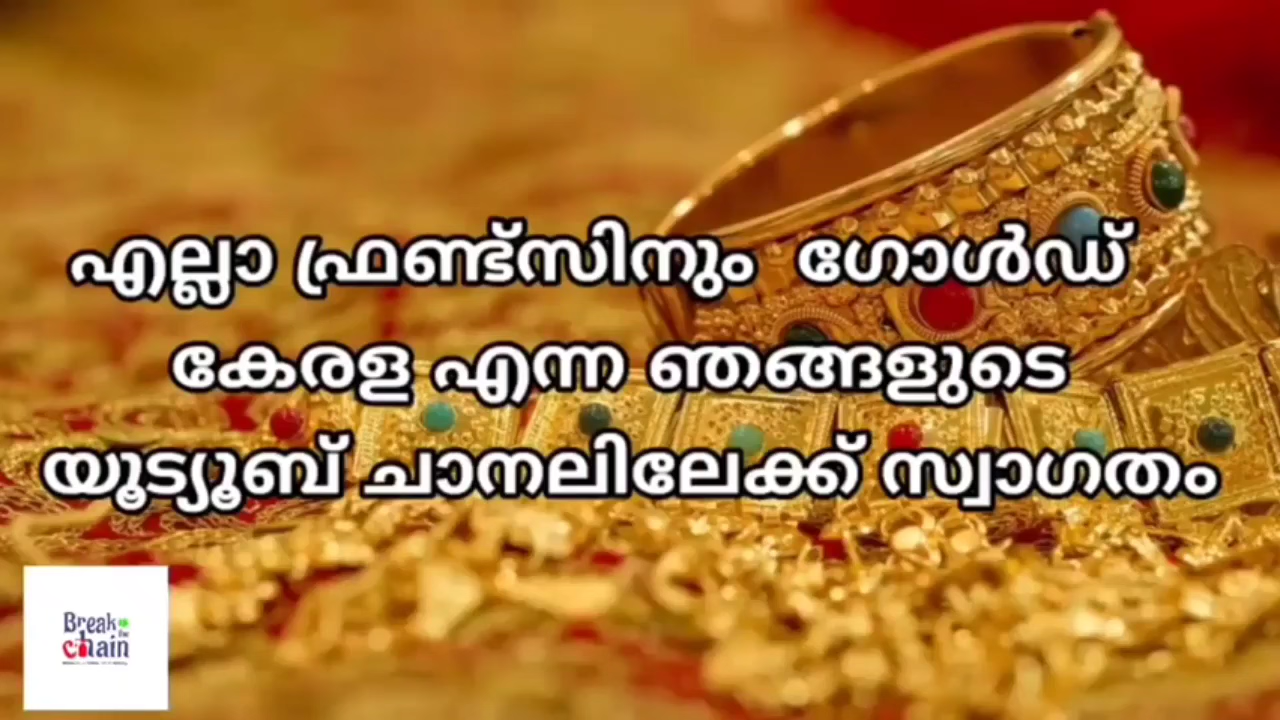 എല്ലാ ഫ്രണ്ട്സിനും ഗോൾഡ്
കേരള എന്ന ഞങ്ങളുടെ
യൂട്യൂബ് ചാനലിലേക്ക് സ്വാഗതം
Break
the
chain